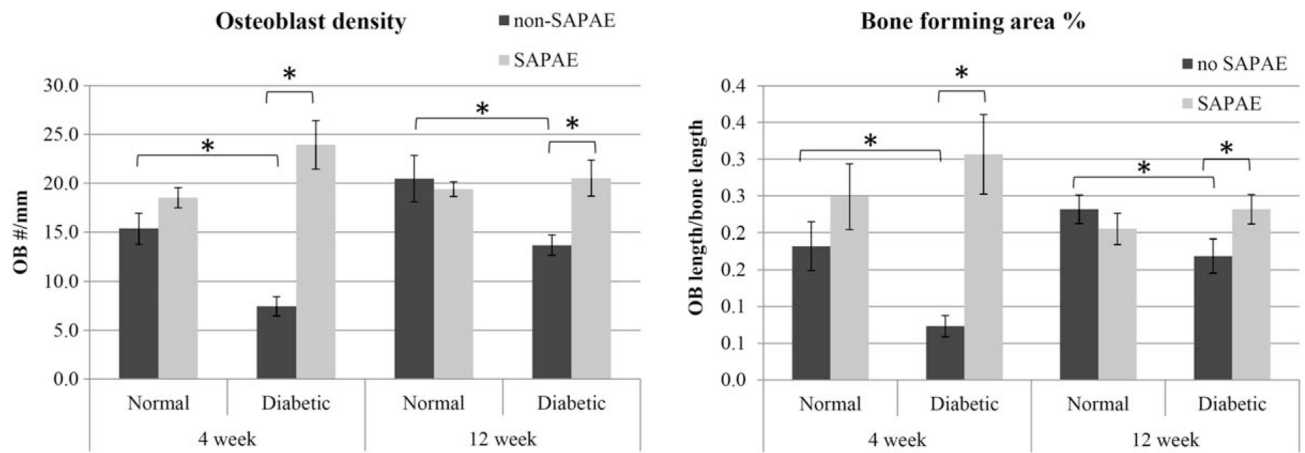 Osteoblast density
non-SAPAE
SAPAE
OB #/mm
30.0
25.0
20.0
15.0
10.0
5.0
0.0
*
*
*
*
Normal Diabetic Normal Diabetic
4 week 12 week
Bone forming area %
no SAPAE
SAPAE
OB length/bone length
0.4
0.4
0.3
0.3
0.2
0.2
0.1
0.1
0.0
*
*
*
*
Normal Diabetic Normal Diabetic
4 week 12 week